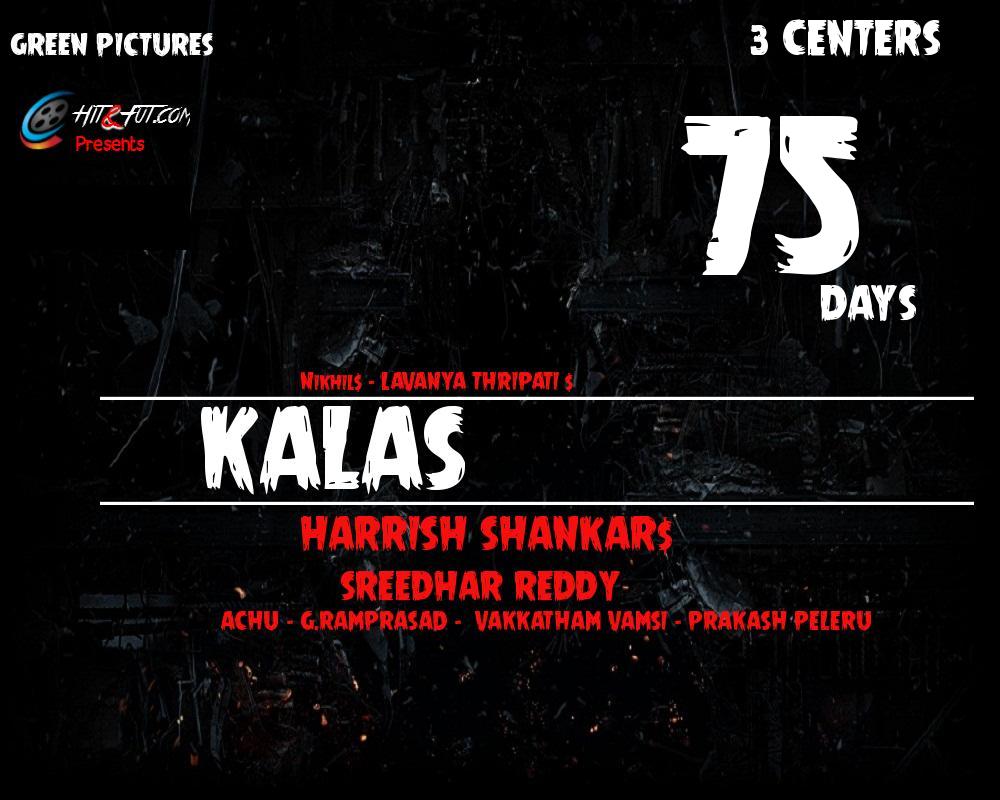 GREEN PICTURES
3 CENTERS
HIT&FUT.COM
Presents
75
DAYS
NIKHIL$ - LAVANYA THRIPATI $
KALAS
HARRISH SHANKAR$
SREEDHAR REDDY
ACHU - G.RAMPRASAD - VAKKATHAM VAMSI - PRAKASH PELERU